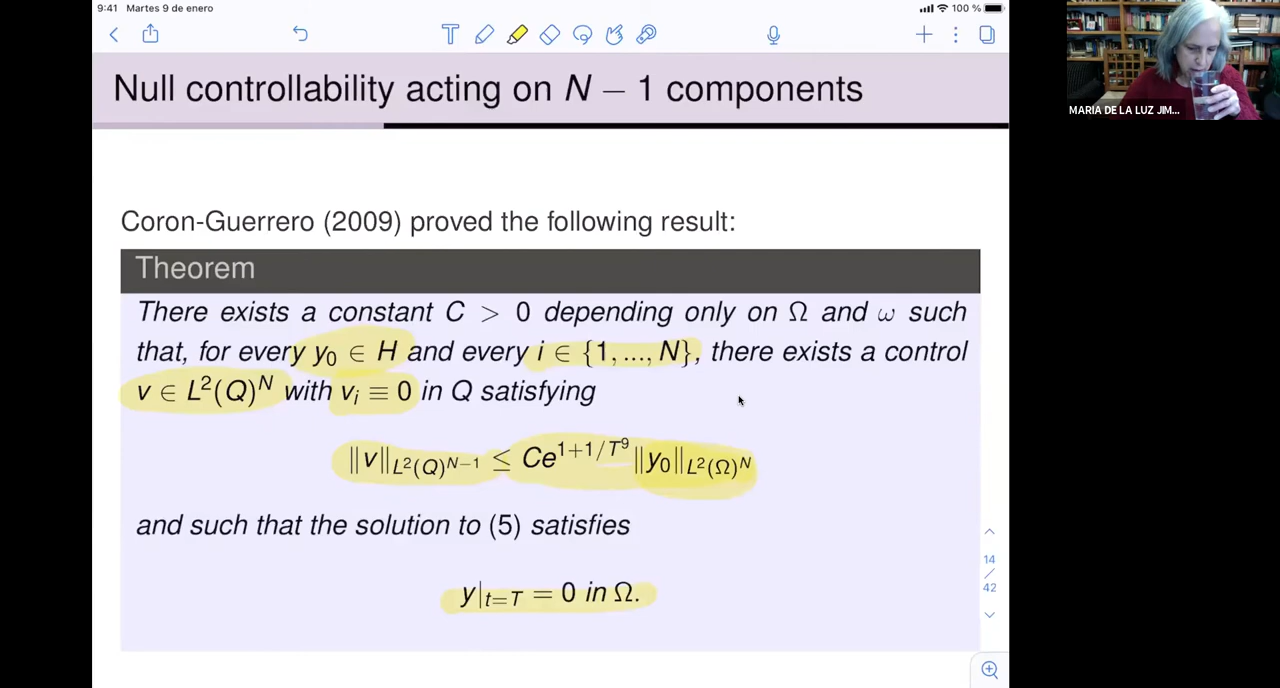 9:41 Martes 9 de enero
100 %
Null controllability acting on N − 1 components
MARIA DE LA LUZ JIM...
Coron-Guerrero (2009) proved the following result:
Theorem
There exists a constant C > 0 depending only on Ω and ω such
that, for every y₀ ∈ H and every i ∈ {1, ..., N}, there exists a control
v ∈ L²(Q)ᴺ with vᵢ ≡ 0 in Q satisfying
‖v‖_{L²(Q)^{N−1}} ≤ Ce^{1+1/T⁹}‖y₀‖_{L²(Ω)^N}
and such that the solution to (5) satisfies
y|_{t=T} = 0 in Ω.
14
/
42